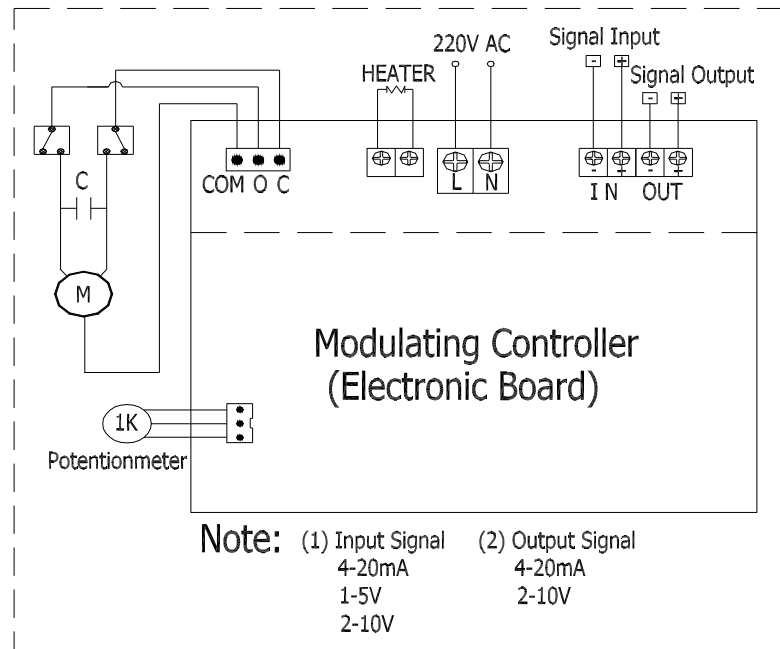 220V AC
Signal Input
- +
HEATER
Signal Output
- +
C
COM O C
L N
- + - +
I N OUT
M
Modulating Controller
(Electronic Board)
1K
Potentionmeter
Note: (1) Input Signal (2) Output Signal
4-20mA 4-20mA
1-5V 2-10V
2-10V